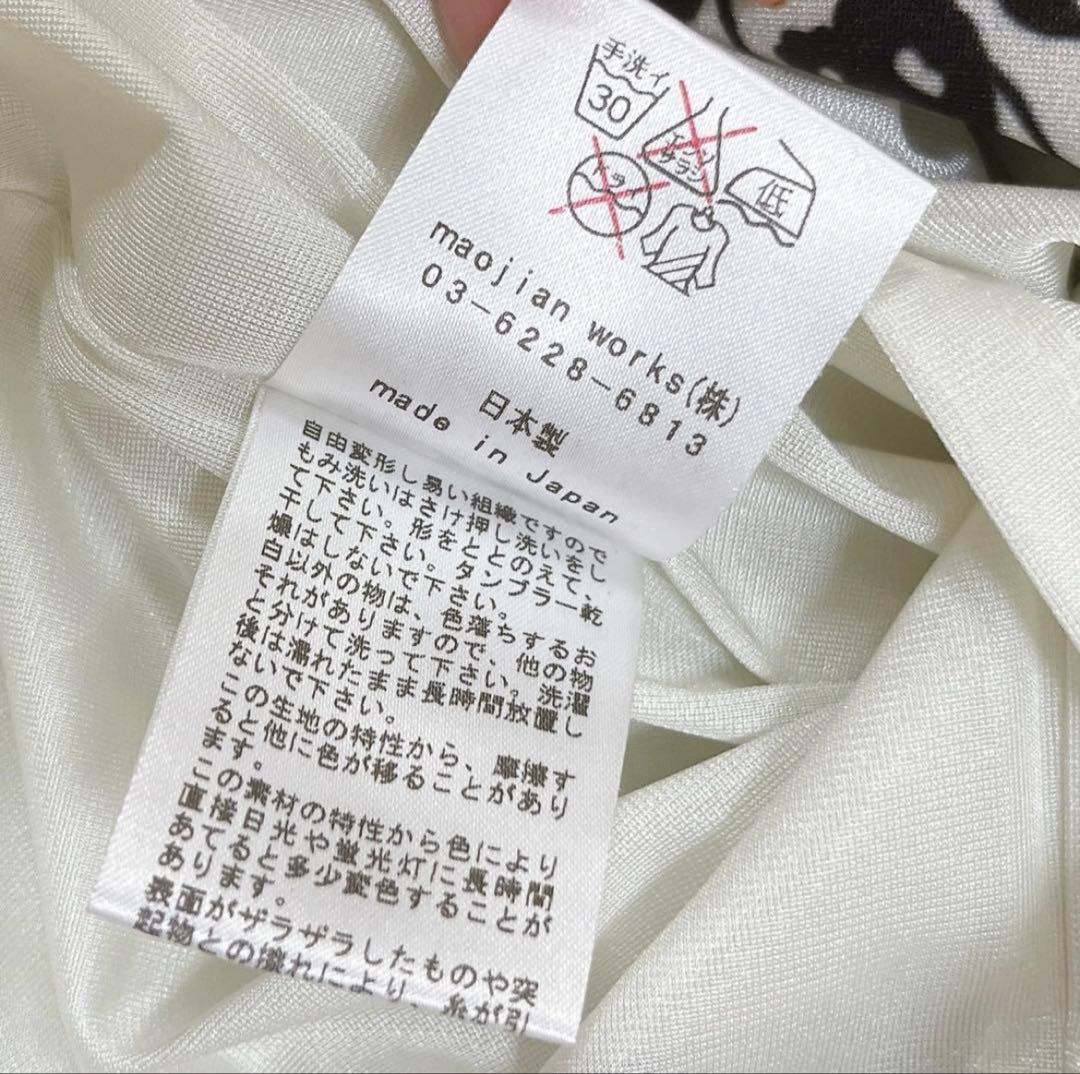 手洗イ
30
エンソ
サラシ
ドライ
低
maojian works(株)
03-6228-6813
日本製
made in Japan
自由変形し易い組織ですので
もみ洗いはさけ押し洗いをし
て下さい。形をととのえて、
干して下さい。タンブラー乾
燥はしないで下さい。
白以外の物は、色落ちするお
それがありますので、他の物
と分けて洗って下さい。洗濯
後は濡れたまま長時間放置し
ないで下さい。
この生地の特性から、摩擦す
ると他に色が移ることがあり
ます。
この素材の特性から色により
直接日光や蛍光灯に長時間
あてると多少変色することが
あります。
表面がザラザラしたものや突
起物との擦れにより、糸が引